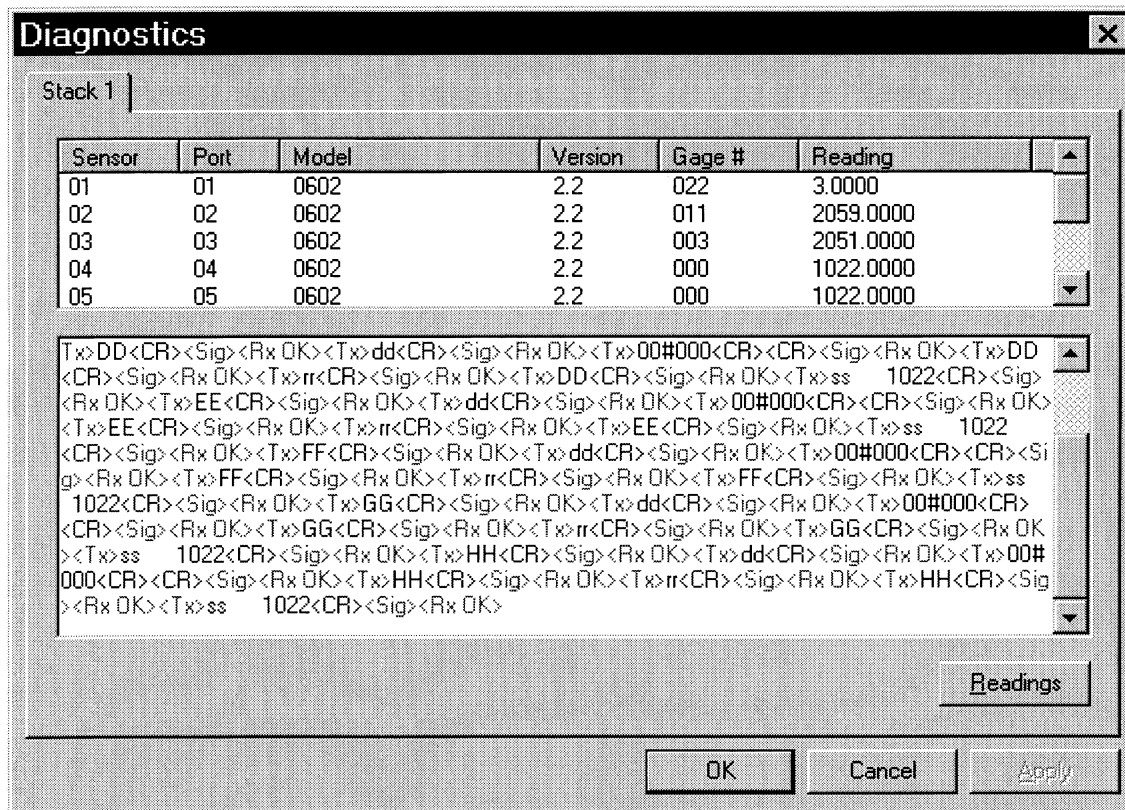 Diagnostics
Stack 1
Sensor Port Model Version Gage # Reading
01 01 0602 2.2 022 3.0000
02 02 0602 2.2 011 2059.0000
03 03 0602 2.2 003 2051.0000
04 04 0602 2.2 000 1022.0000
05 05 0602 2.2 000 1022.0000
Tx>DD<CR><Sig><Rx OK><Tx>dd<CR><Sig><Rx OK><Tx>00#000<CR><CR><Sig><Rx OK><Tx>DD
<CR><Sig><Rx OK><Tx>rr<CR><Sig><Rx OK><Tx>DD<CR><Sig><Rx OK><Tx>ss 1022<CR><Sig>
<Rx OK><Tx>EE<CR><Sig><Rx OK><Tx>dd<CR><Sig><Rx OK><Tx>00#000<CR><CR><Sig><Rx OK>
<Tx>EE<CR><Sig><Rx OK><Tx>rr<CR><Sig><Rx OK><Tx>EE<CR><Sig><Rx OK><Tx>ss 1022
<CR><Sig><Rx OK><Tx>FF<CR><Sig><Rx OK><Tx>dd<CR><Sig><Rx OK><Tx>00#000<CR><CR><Si
g><Rx OK><Tx>FF<CR><Sig><Rx OK><Tx>rr<CR><Sig><Rx OK><Tx>FF<CR><Sig><Rx OK><Tx>ss
1022<CR><Sig><Rx OK><Tx>GG<CR><Sig><Rx OK><Tx>dd<CR><Sig><Rx OK><Tx>00#000<CR>
<CR><Sig><Rx OK><Tx>GG<CR><Sig><Rx OK><Tx>rr<CR><Sig><Rx OK><Tx>GG<CR><Sig><Rx OK
><Tx>ss 1022<CR><Sig><Rx OK><Tx>HH<CR><Sig><Rx OK><Tx>dd<CR><Sig><Rx OK><Tx>00#
000<CR><CR><Sig><Rx OK><Tx>HH<CR><Sig><Rx OK><Tx>rr<CR><Sig><Rx OK><Tx>HH<CR><Sig
><Rx OK><Tx>ss 1022<CR><Sig><Rx OK>
Readings
OK Cancel Apply